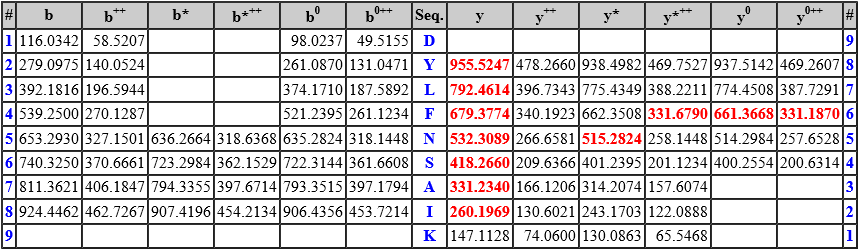 # b b++ b* b*++ b0 b0++ Seq. y y++ y* y*++ y0 y0++ #
1 116.0342 58.5207 98.0237 49.5155 D 9
2 279.0975 140.0524 261.0870 131.0471 Y 955.5247 478.2660 938.4982 469.7527 937.5142 469.2607 8
3 392.1816 196.5944 374.1710 187.5892 L 792.4614 396.7343 775.4349 388.2211 774.4508 387.7291 7
4 539.2500 270.1287 521.2395 261.1234 F 679.3774 340.1923 662.3508 331.6790 661.3668 331.1870 6
5 653.2930 327.1501 636.2664 318.6368 635.2824 318.1448 N 532.3089 266.6581 515.2824 258.1448 514.2984 257.6528 5
6 740.3250 370.6661 723.2984 362.1529 722.3144 361.6608 S 418.2660 209.6366 401.2395 201.1234 400.2554 200.6314 4
7 811.3621 406.1847 794.3355 397.6714 793.3515 397.1794 A 331.2340 166.1206 314.2074 157.6074 3
8 924.4462 462.7267 907.4196 454.2134 906.4356 453.7214 I 260.1969 130.6021 243.1703 122.0888 2
9 K 147.1128 74.0600 130.0863 65.5468 1